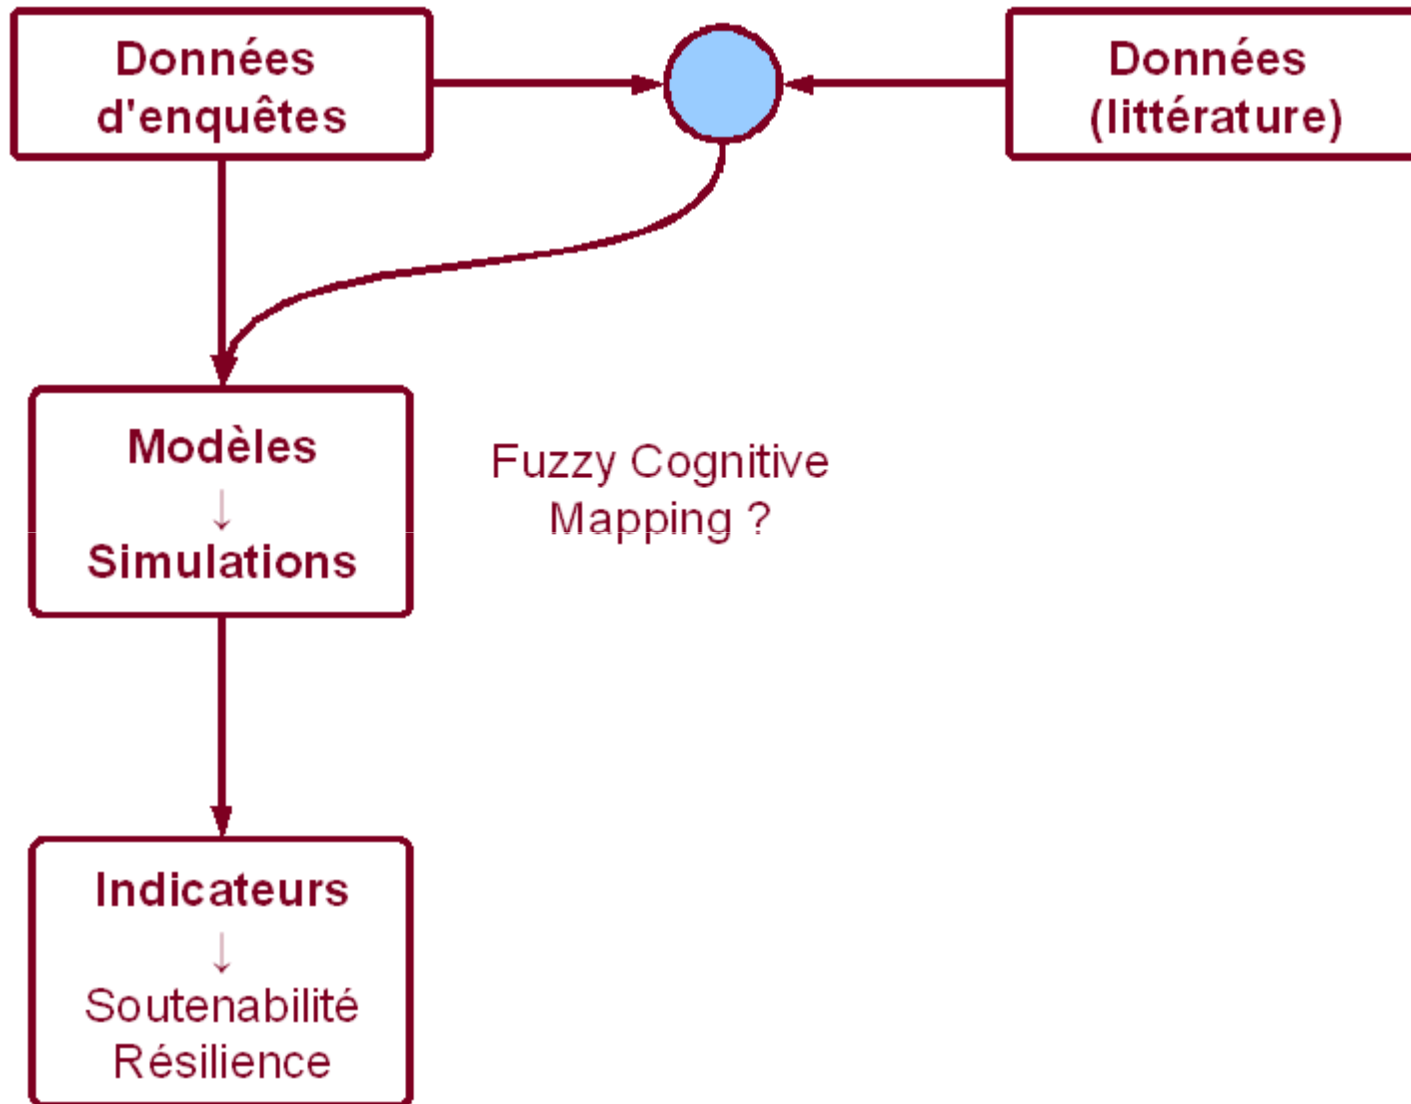 Données
d'enquêtes
Données
(littérature)
Modèles
↓
Simulations
Fuzzy Cognitive
Mapping ?
Indicateurs
↓
Soutenabilité
Résilience